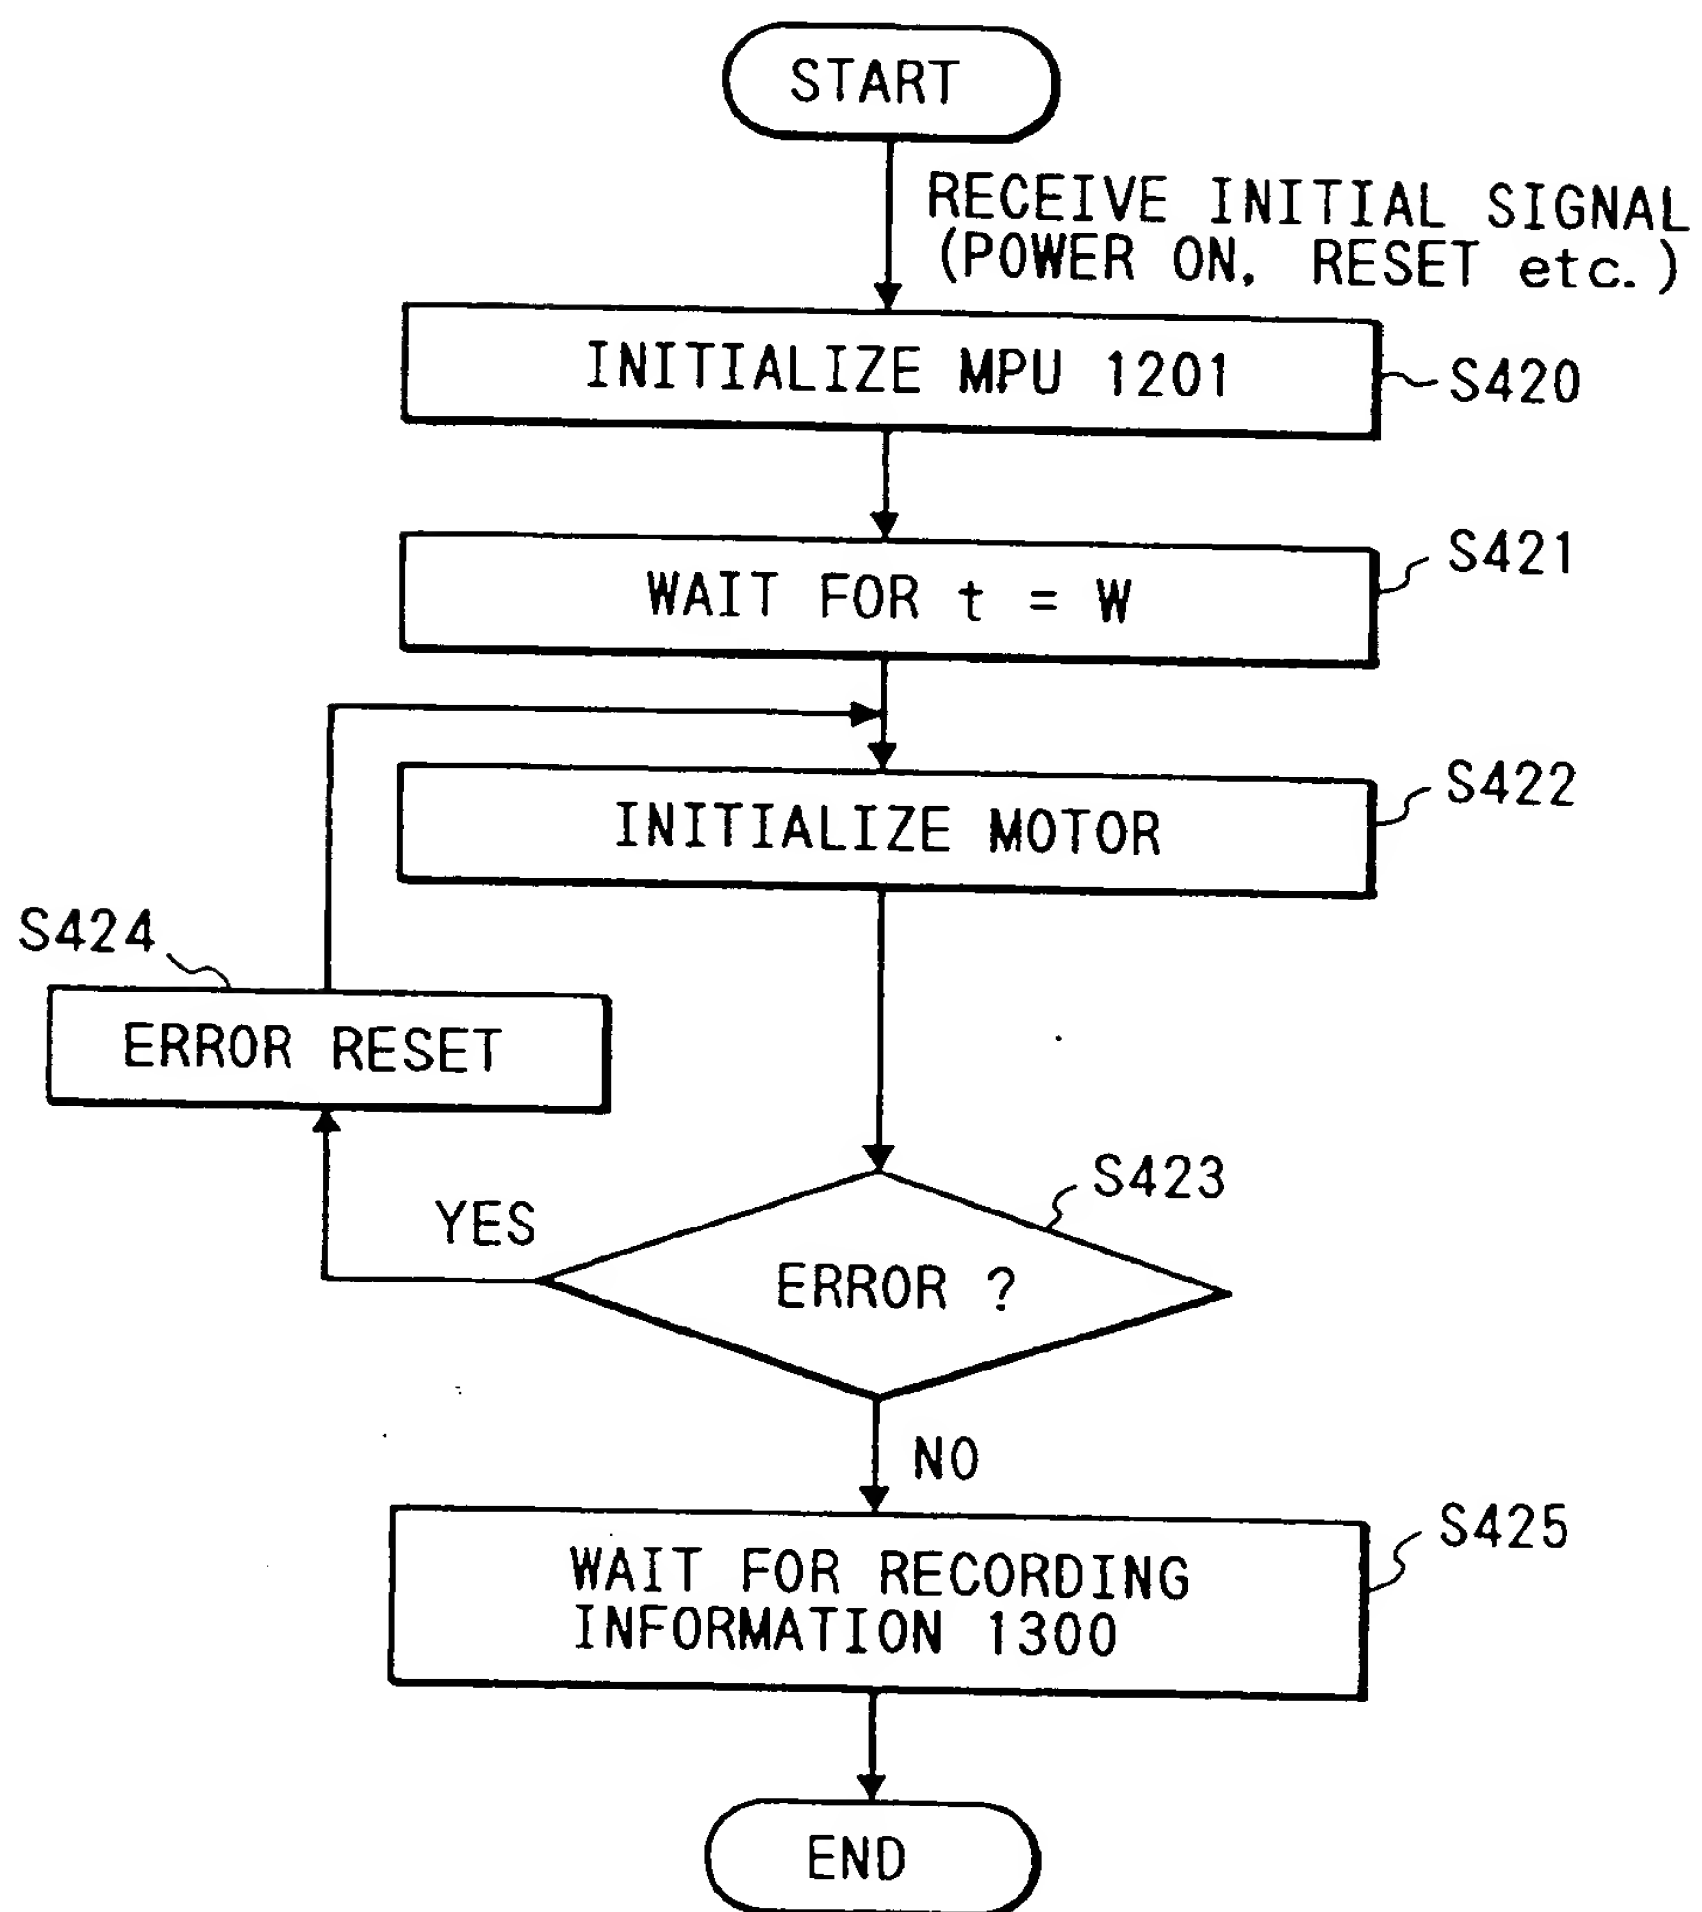 START
RECEIVE INITIAL SIGNAL
(POWER ON, RESET etc.)
INITIALIZE MPU 1201
S420
WAIT FOR t = W
S421
INITIALIZE MOTOR
S422
S424
ERROR RESET
S423
YES
ERROR ?
NO
WAIT FOR RECORDING
INFORMATION 1300
S425
END